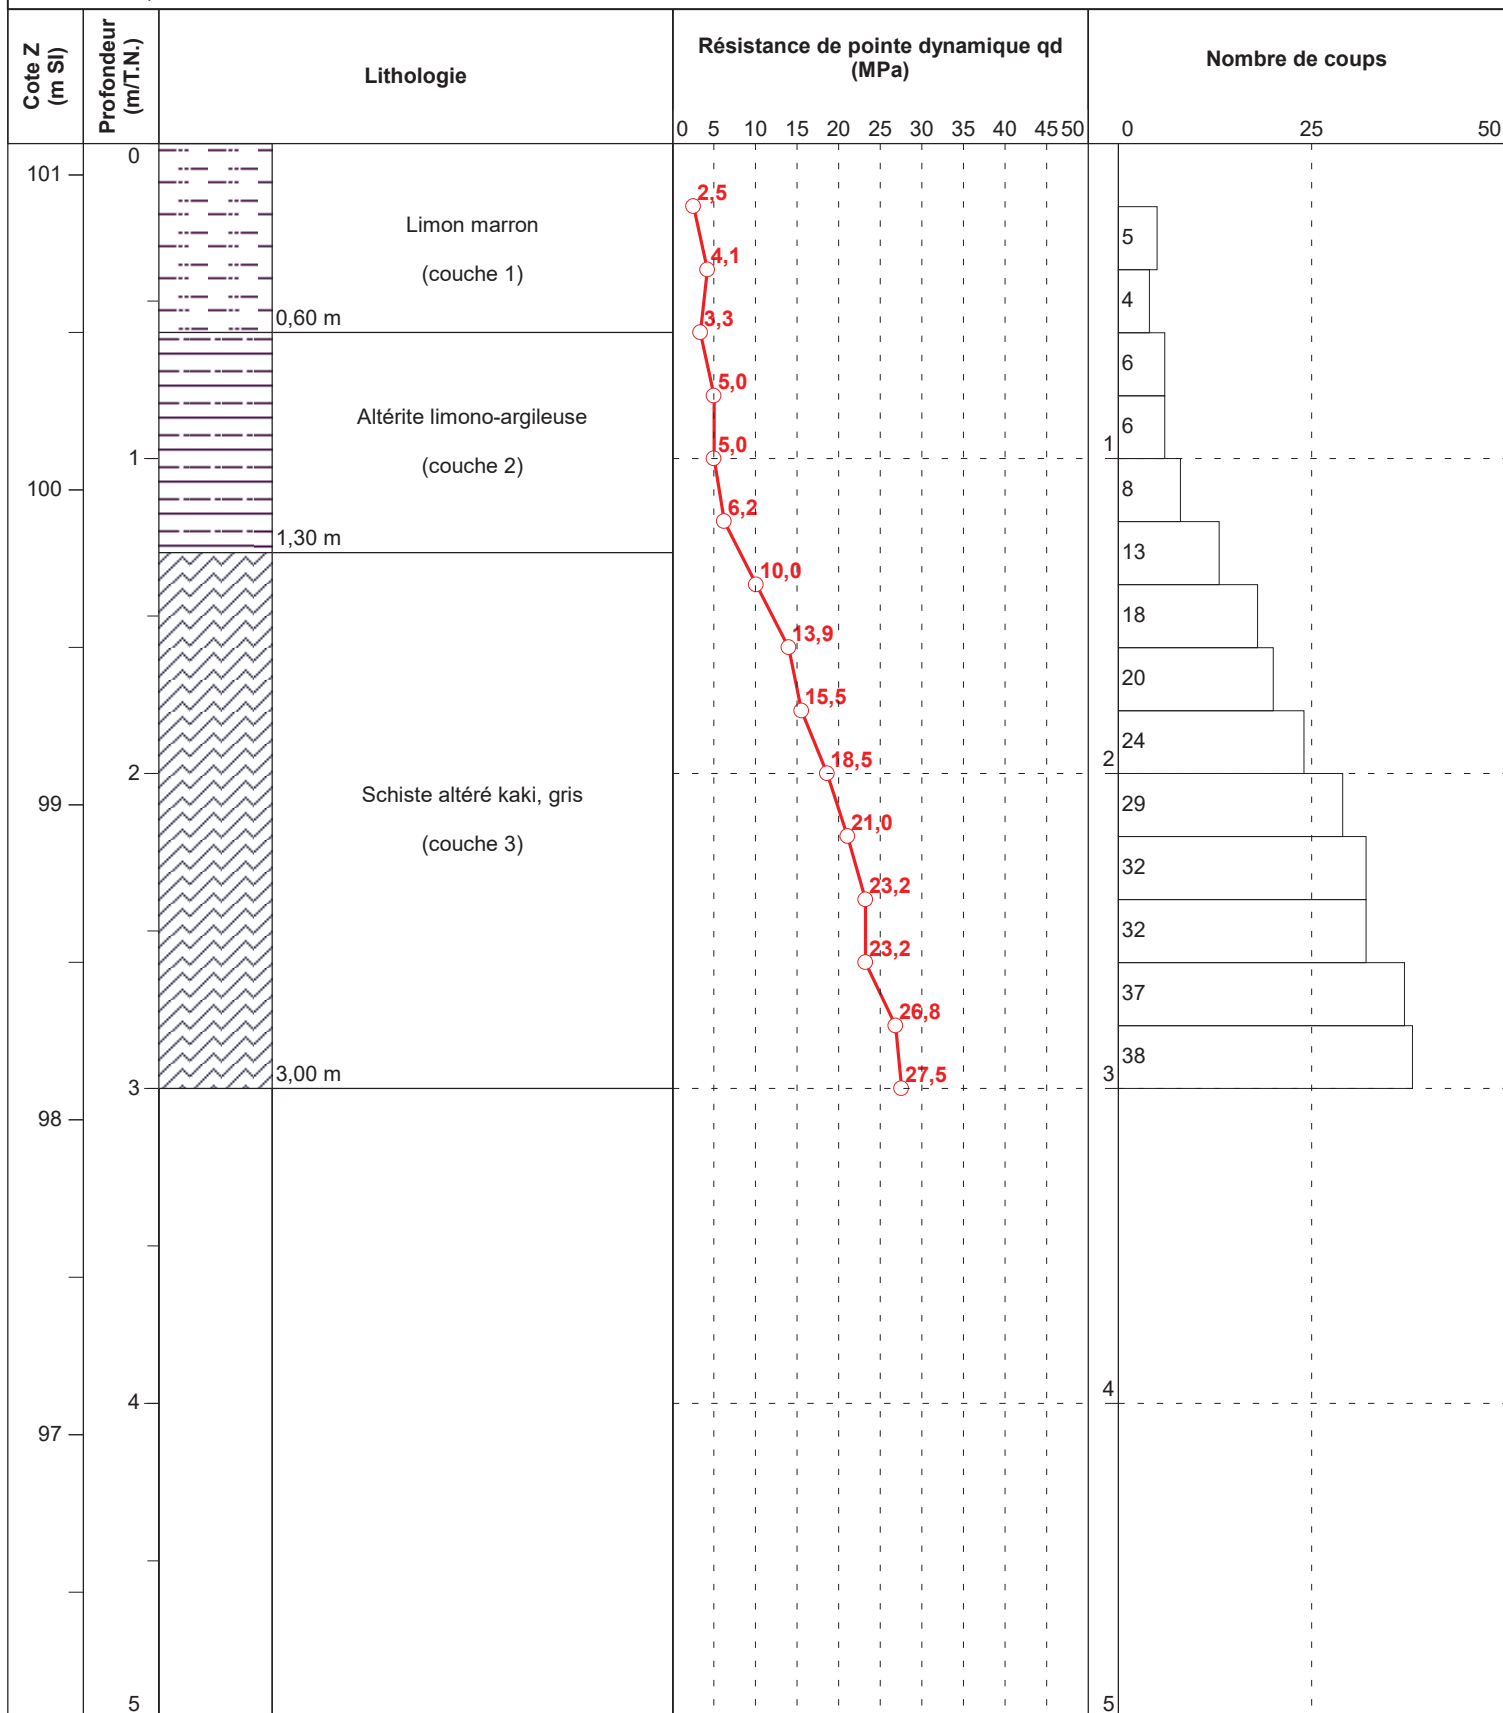 Cote Z
(m SI)
Profondeur
(m/T.N.)
Lithologie
Résistance de pointe dynamique qd
(MPa)
Nombre de coups
0 5 10 15 20 25 30 35 40 45 50
0 25 50
0
101
2,5
Limon marron
5
4,1
(couche 1)
4
0,60 m
3,3
6
5,0
Altérite limono-argileuse
6
1
5,0
1
(couche 2)
100
8
6,2
1,30 m
13
10,0
18
13,9
20
15,5
24
2
18,5
2
Schiste altéré kaki, gris
99
29
21,0
(couche 3)
32
23,2
32
23,2
37
26,8
38
3,00 m
3
27,5
3
98
4
4
97
5
5